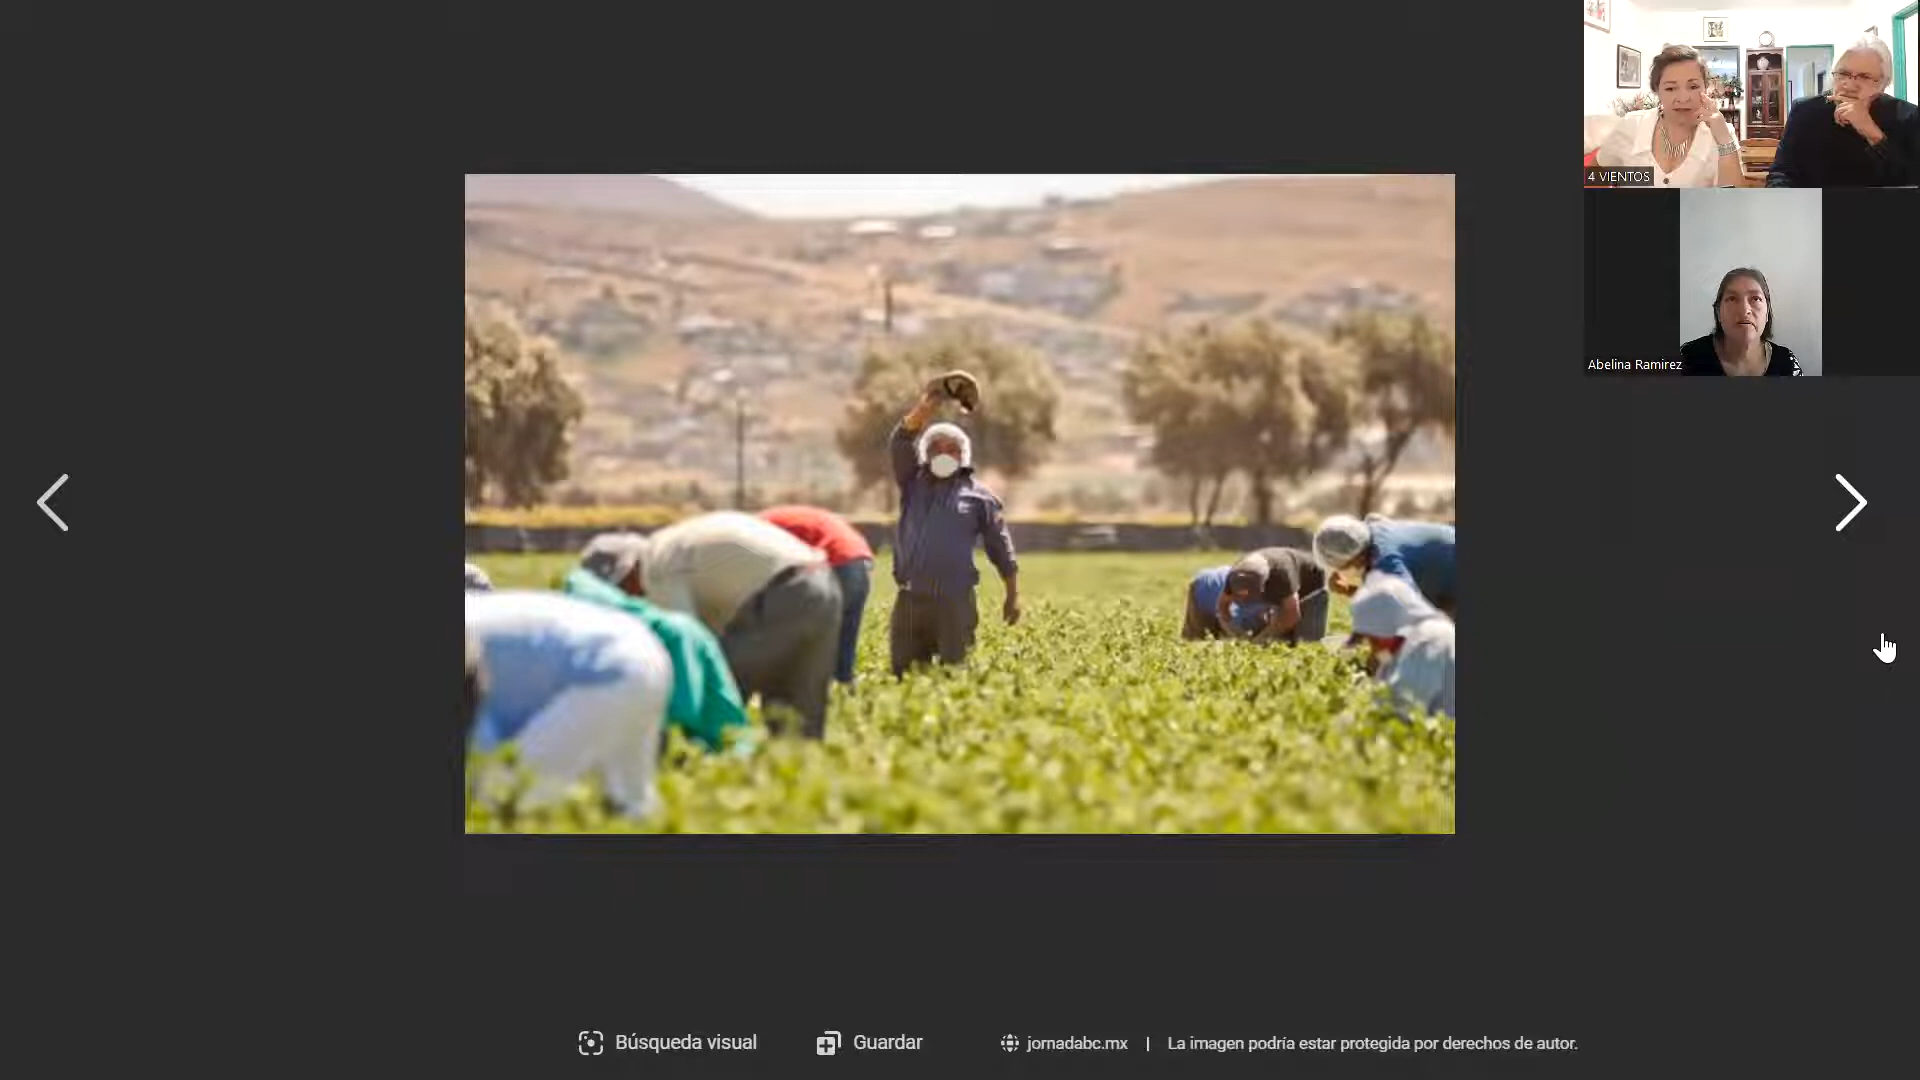 4 VIENTOS
Abelina Ramirez
Búsqueda visual
Guardar
jornadabc.mx | La imagen podría estar protegida por derechos de autor.